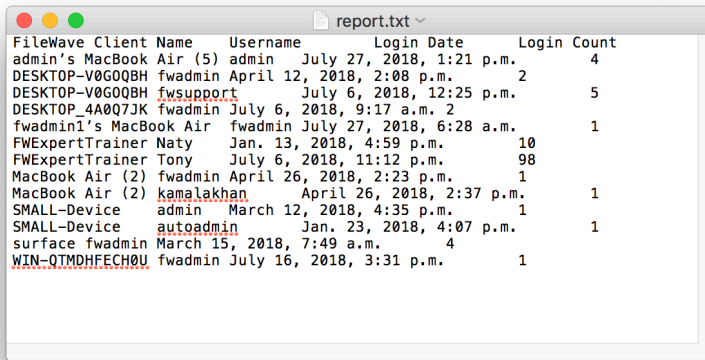 report.txt
FileWave Client Name Username Login Date Login Count
admin’s MacBook Air (5) admin July 27, 2018, 1:21 p.m. 4
DESKTOP-V0GOQBH fwadmin April 12, 2018, 2:08 p.m. 2
DESKTOP-V0GOQBH fwsupport July 6, 2018, 12:25 p.m. 5
DESKTOP_4A0Q7JK fwadmin July 6, 2018, 9:17 a.m. 2
fwadmin1’s MacBook Air fwadmin July 27, 2018, 6:28 a.m. 1
FWExpertTrainer Naty Jan. 13, 2018, 4:59 p.m. 10
FWExpertTrainer Tony July 6, 2018, 11:12 p.m. 98
MacBook Air (2) fwadmin April 26, 2018, 2:23 p.m. 1
MacBook Air (2) kamalakhan April 26, 2018, 2:37 p.m. 1
SMALL-Device admin March 12, 2018, 4:35 p.m. 1
SMALL-Device autoadmin Jan. 23, 2018, 4:07 p.m. 1
surface fwadmin March 15, 2018, 7:49 a.m. 4
WIN-QTMDHFECH0U fwadmin July 16, 2018, 3:31 p.m. 1